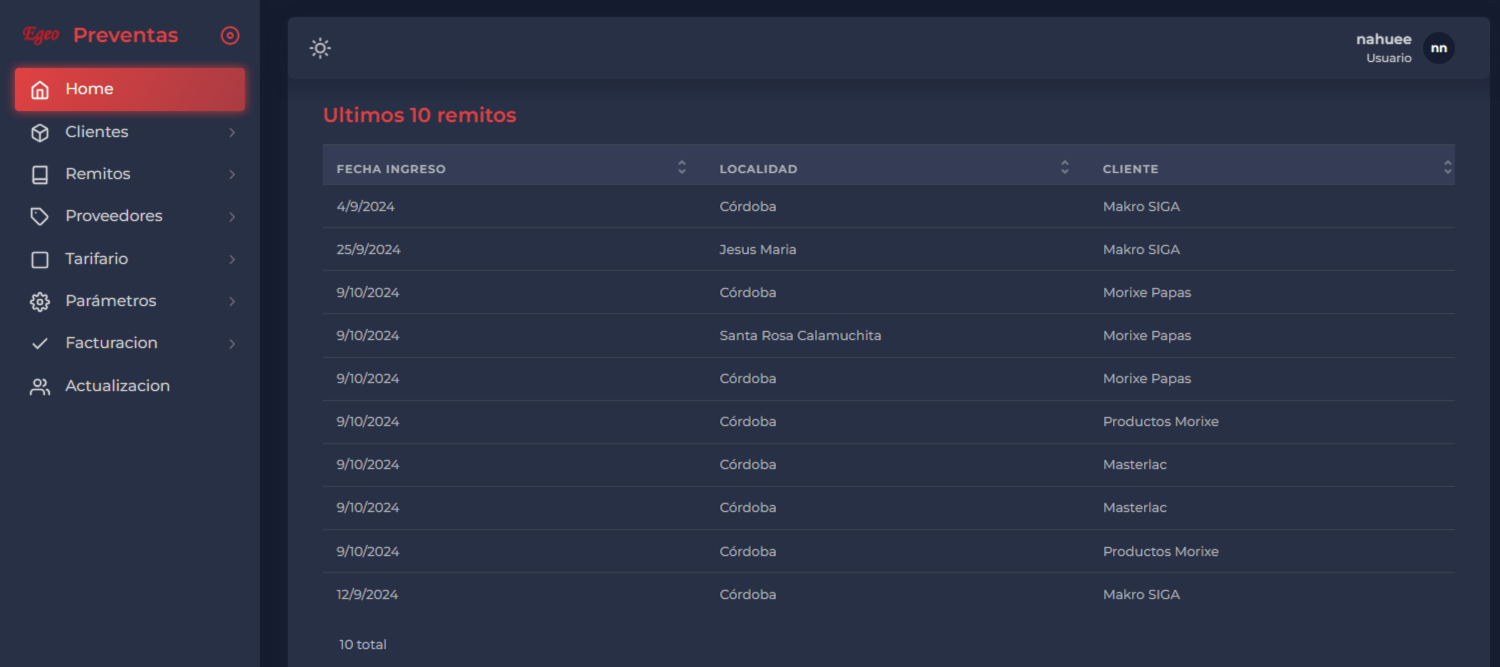 Egeo Preventas
Home
Clientes
Remitos
Proveedores
Tarifario
Parámetros
Facturacion
Actualizacion
nahuee
Usuario
nn
Ultimos 10 remitos
FECHA INGRESO LOCALIDAD CLIENTE
4/9/2024 Córdoba Makro SIGA
25/9/2024 Jesus Maria Makro SIGA
9/10/2024 Córdoba Morixe Papas
9/10/2024 Santa Rosa Calamuchita Morixe Papas
9/10/2024 Córdoba Morixe Papas
9/10/2024 Córdoba Productos Morixe
9/10/2024 Córdoba Masterlac
9/10/2024 Córdoba Masterlac
9/10/2024 Córdoba Productos Morixe
12/9/2024 Córdoba Makro SIGA
10 total